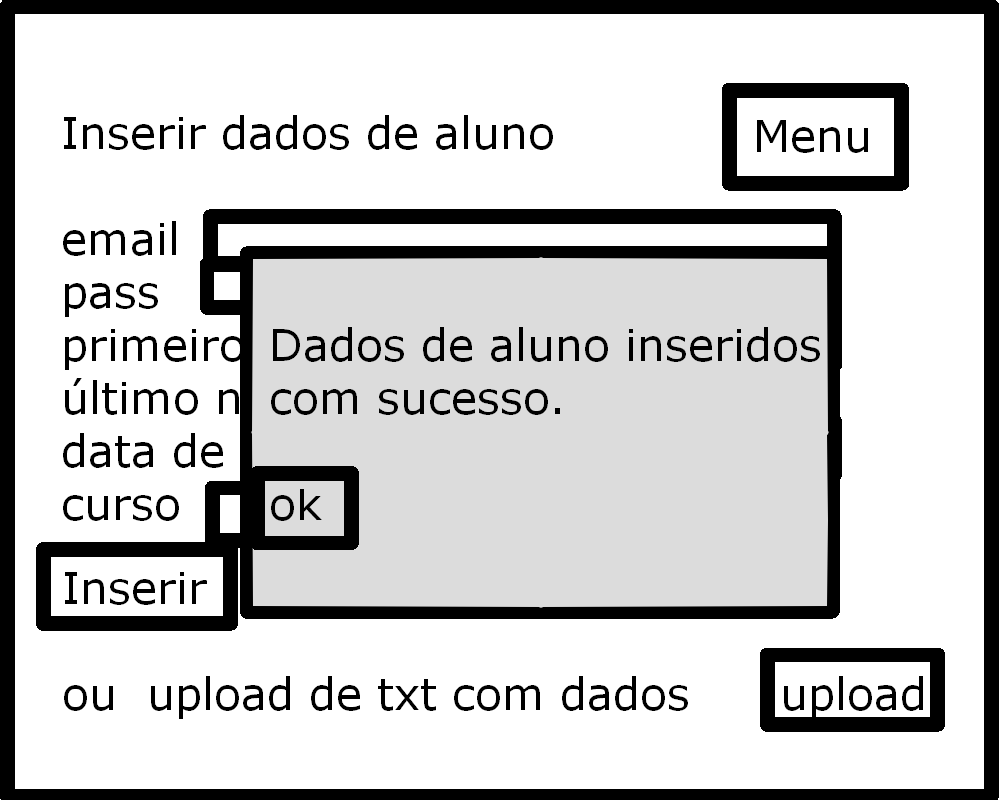 Inserir dados de aluno
Menu
email
pass
primeiro
Dados de aluno inseridos
último n
com sucesso.
data de
curso
ok
Inserir
ou upload de txt com dados
upload